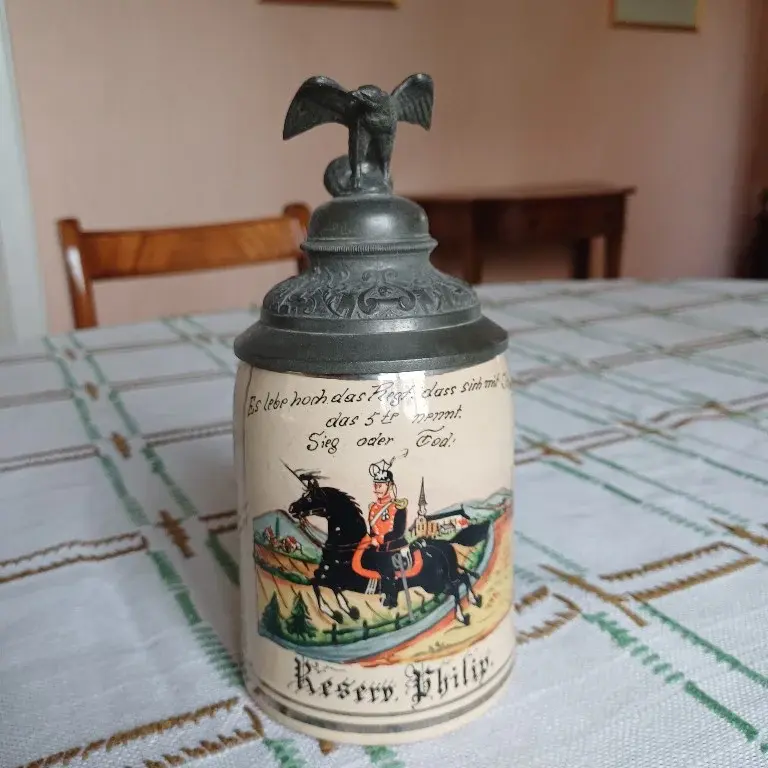 Es lebe hoch das Regt. dass sich mit
das 5te nennt.
Sieg oder Tod!
Reserv. Philip.